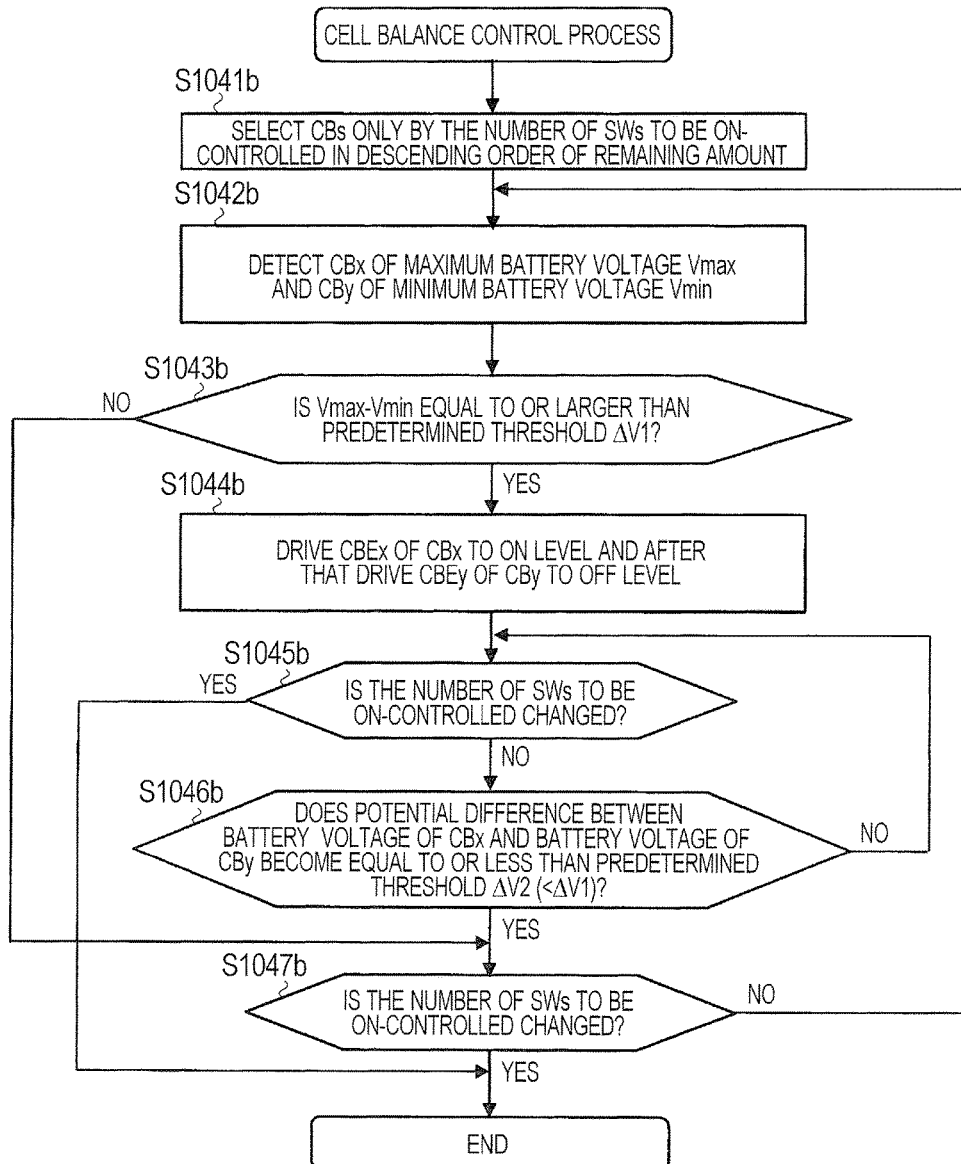 CELL BALANCE CONTROL PROCESS
S1041b
SELECT CBs ONLY BY THE NUMBER OF SWs TO BE ON-
CONTROLLED IN DESCENDING ORDER OF REMAINING AMOUNT
S1042b
DETECT CBx OF MAXIMUM BATTERY VOLTAGE Vmax
AND CBy OF MINIMUM BATTERY VOLTAGE Vmin
S1043b
NO
IS Vmax-Vmin EQUAL TO OR LARGER THAN
PREDETERMINED THRESHOLD ΔV1?
YES
S1044b
DRIVE CBEx OF CBx TO ON LEVEL AND AFTER
THAT DRIVE CBEy OF CBy TO OFF LEVEL
S1045b
YES
IS THE NUMBER OF SWs TO BE
ON-CONTROLLED CHANGED?
NO
S1046b
DOES POTENTIAL DIFFERENCE BETWEEN
BATTERY VOLTAGE OF CBx AND BATTERY VOLTAGE OF
CBy BECOME EQUAL TO OR LESS THAN PREDETERMINED
THRESHOLD ΔV2 (<ΔV1)?
NO
YES
S1047b
IS THE NUMBER OF SWs TO BE
ON-CONTROLLED CHANGED?
NO
YES
END